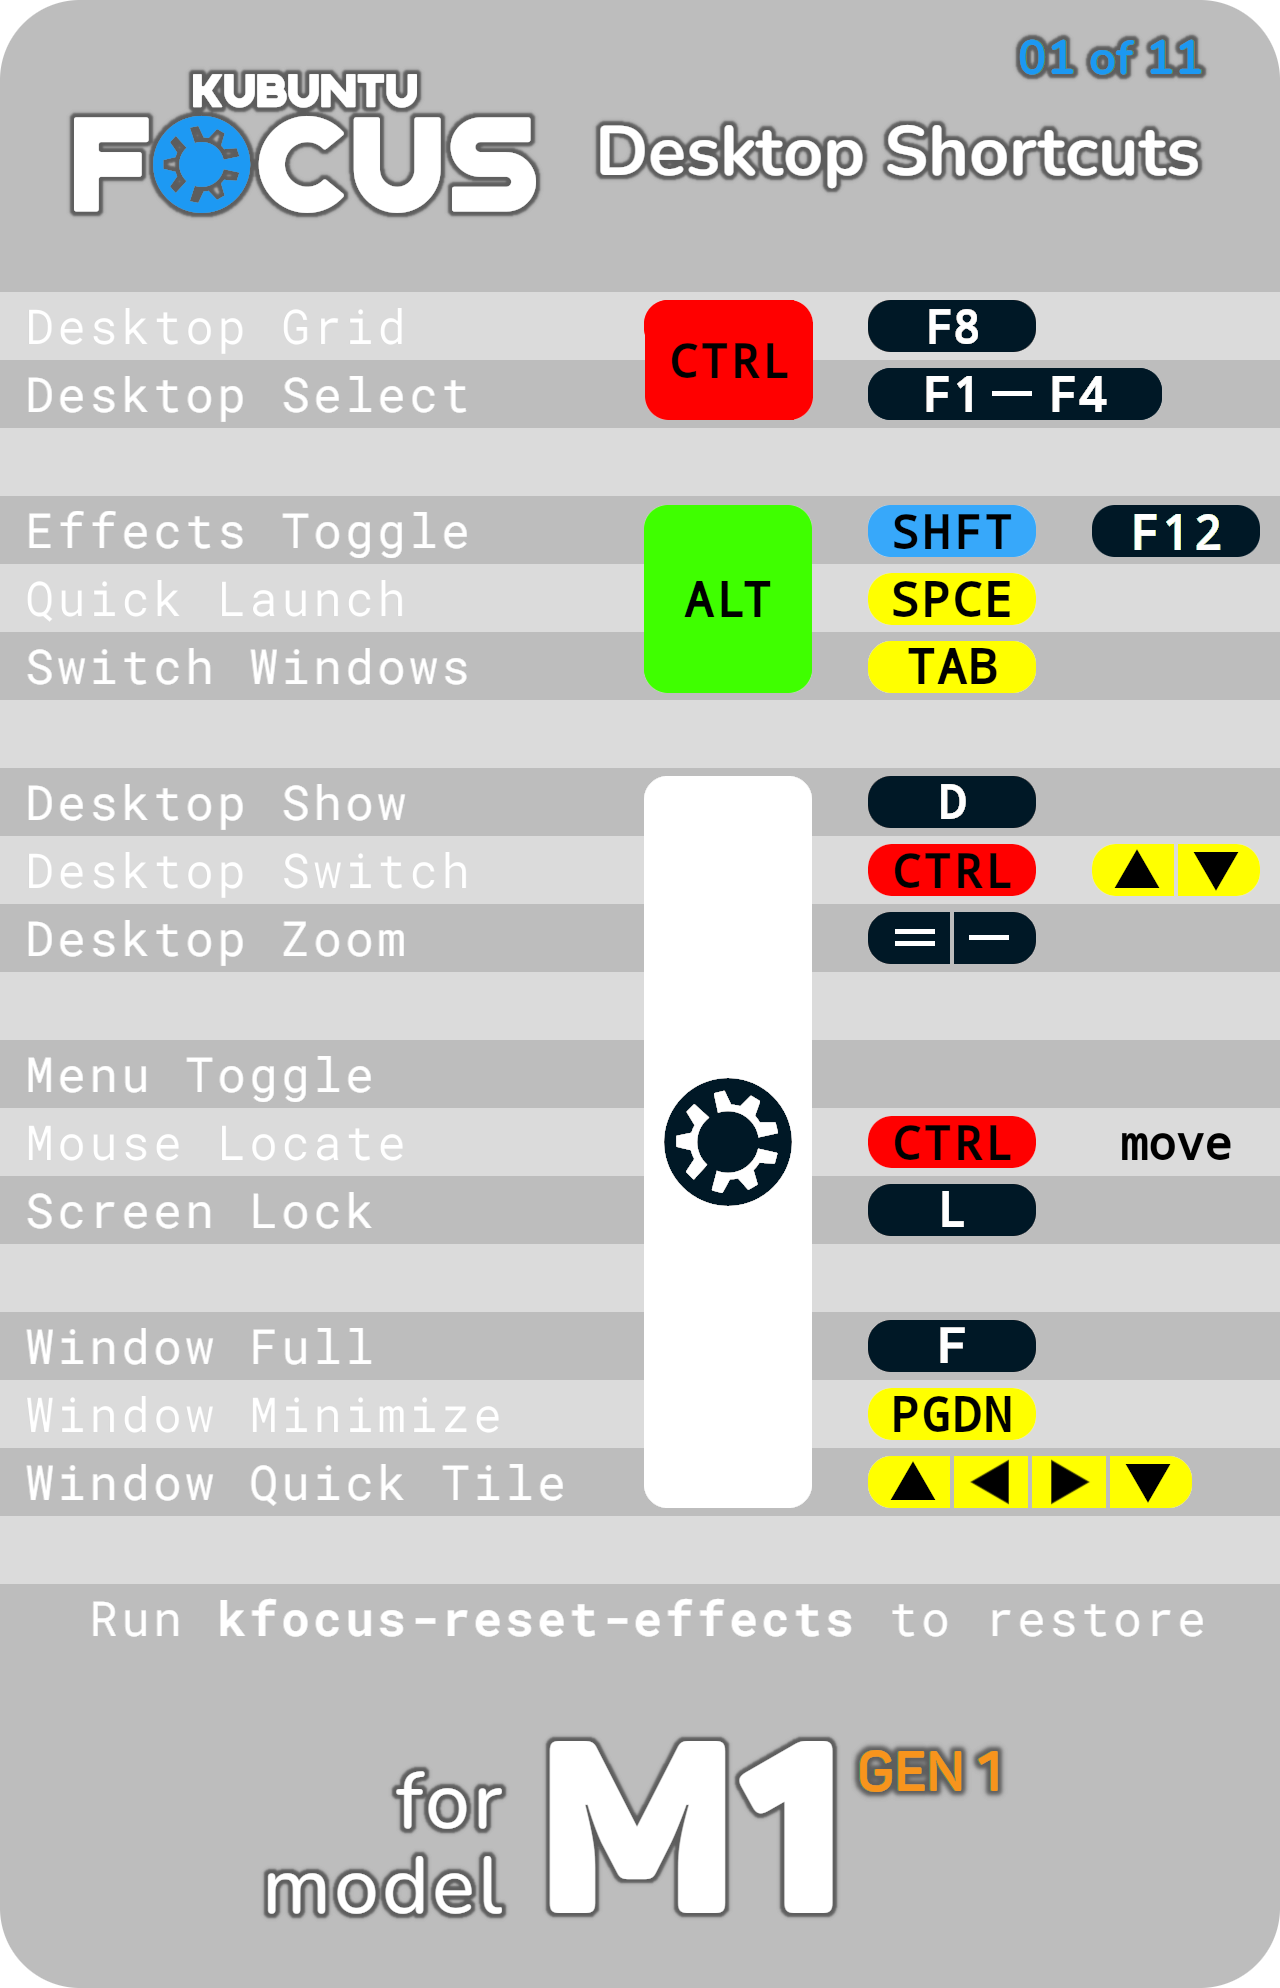 01 of 11
KUBUNTU
FOCUS
Desktop Shortcuts
Desktop Grid CTRL F8
Desktop Select F1 — F4
Effects Toggle SHFT F12
Quick Launch ALT SPCE
Switch Windows TAB
Desktop Show D
Desktop Switch CTRL ▲ ▼
Desktop Zoom = —
Menu Toggle
Mouse Locate CTRL move
Screen Lock L
Window Full F
Window Minimize PGDN
Window Quick Tile ▲ ◀ ▶ ▼
Run kfocus-reset-effects to restore
for model M1 GEN 1